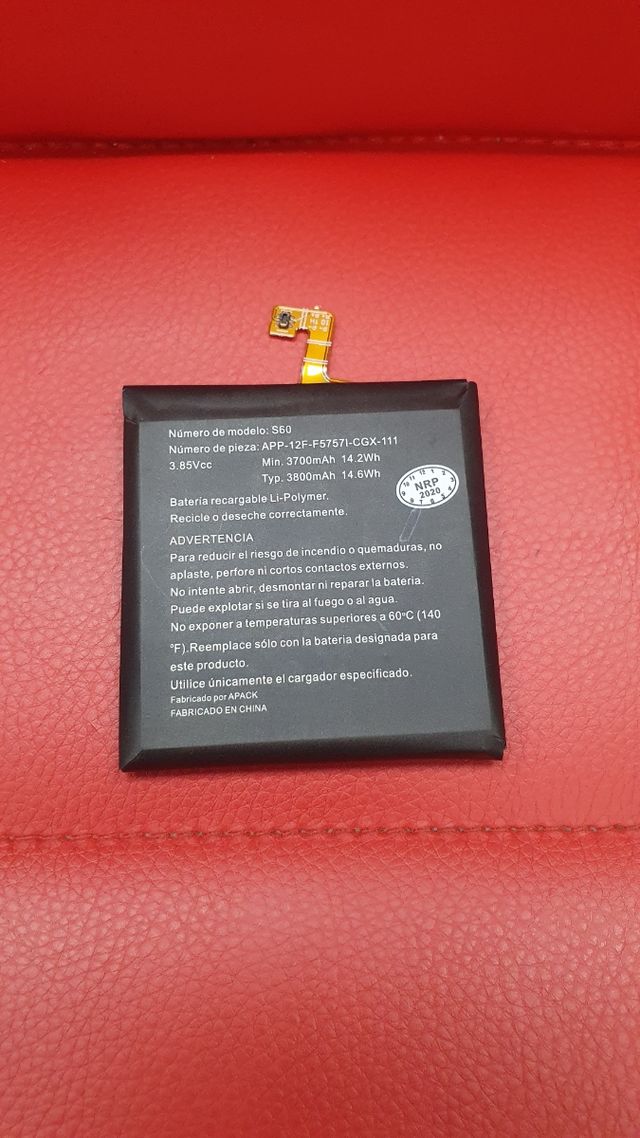 Número de modelo: S60
Número de pieza: APP-12F-F5757I-CGX-111
3.85Vcc Min. 3700mAh 14.2Wh
Typ. 3800mAh 14.6Wh
Batería recargable Li-Polymer.
Recicle o deseche correctamente.
NRP
2020
ADVERTENCIA
Para reducir el riesgo de incendio o quemaduras, no
aplaste, perfore ni cortos contactos externos.
No intente abrir, desmontar ni reparar la batería.
Puede explotar si se tira al fuego o al agua.
No exponer a temperaturas superiores a 60ºC (140
ºF).Reemplace sólo con la batería designada para
este producto.
Utilice únicamente el cargador especificado.
Fabricado por APACK
FABRICADO EN CHINA